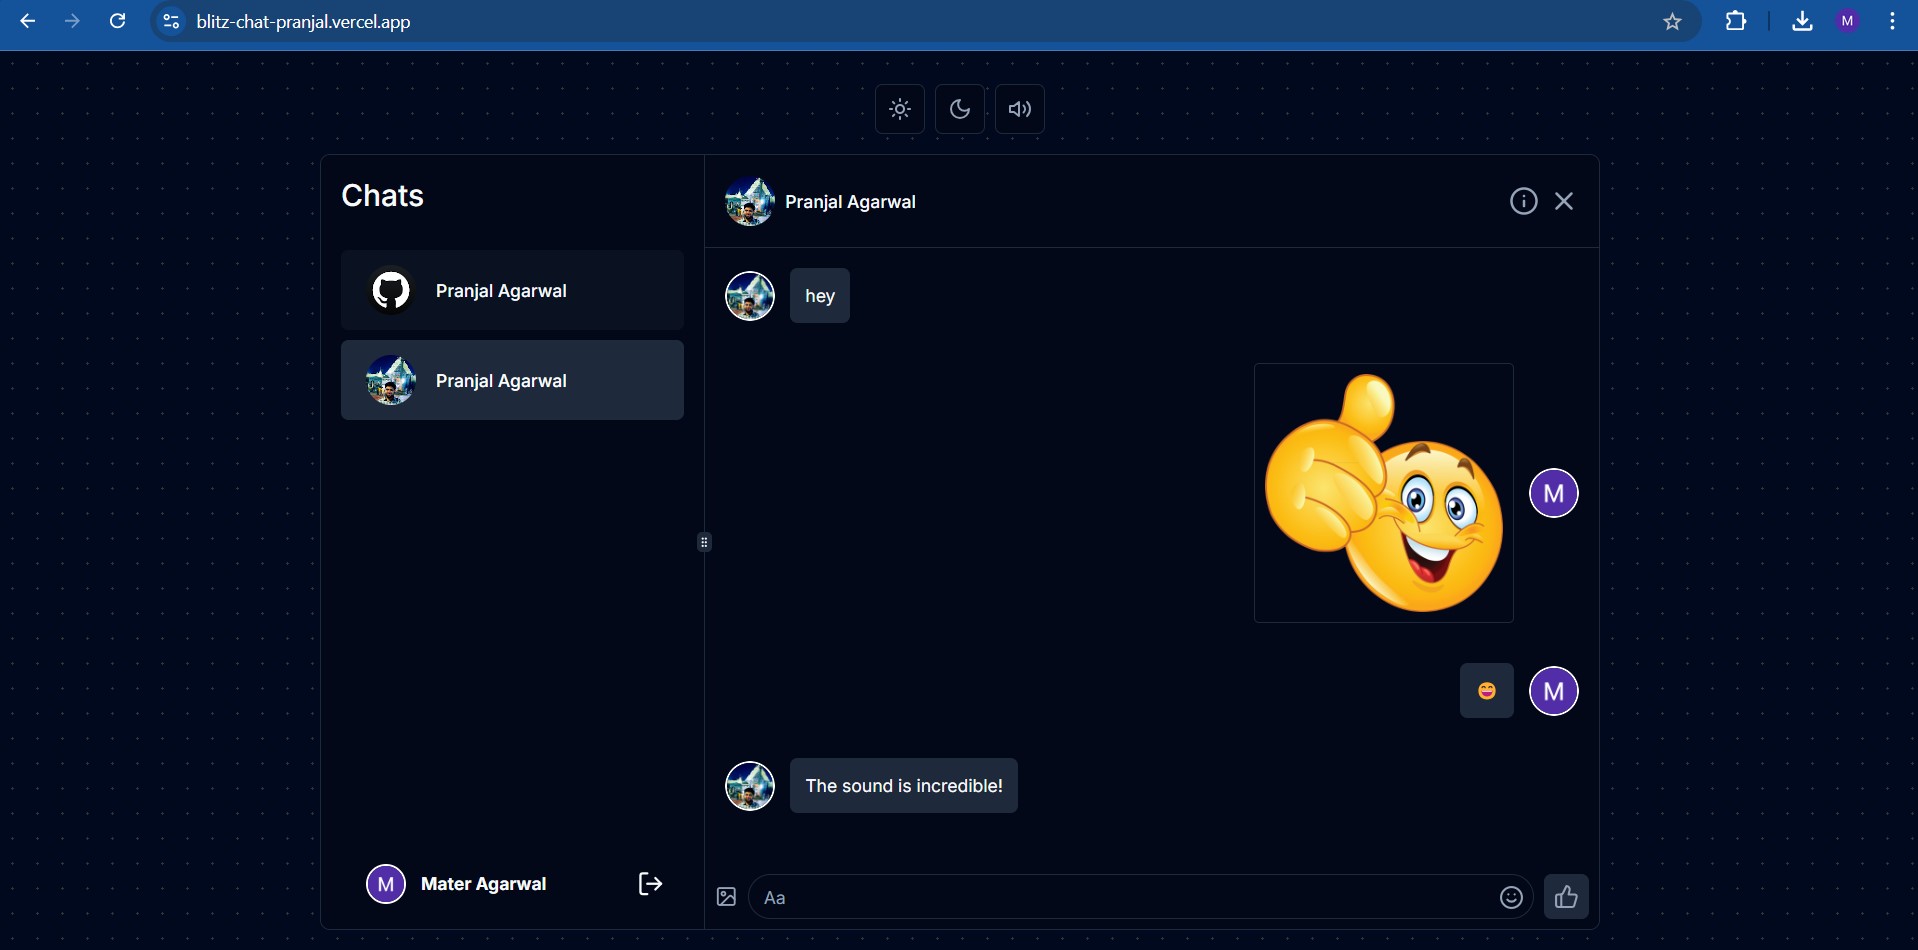 blitz-chat-pranjal.vercel.app
M
Chats
Pranjal Agarwal
Pranjal Agarwal
Mater Agarwal
M
Pranjal Agarwal
hey
M
M
The sound is incredible!
Aa